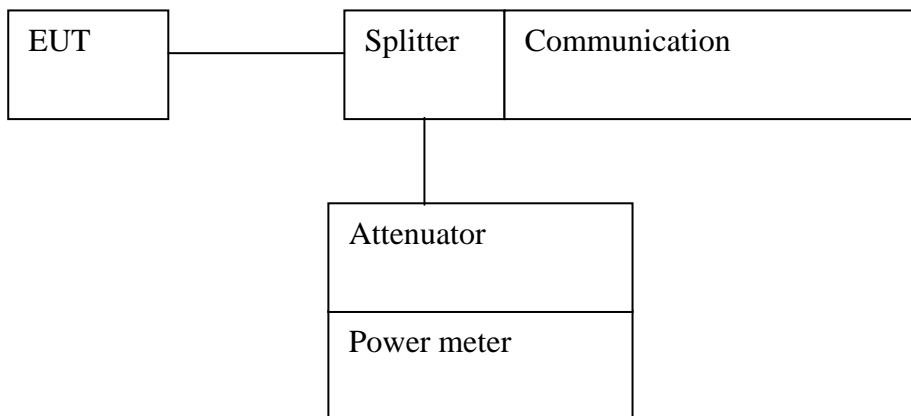 EUT
Splitter
Communication
Attenuator
Power meter